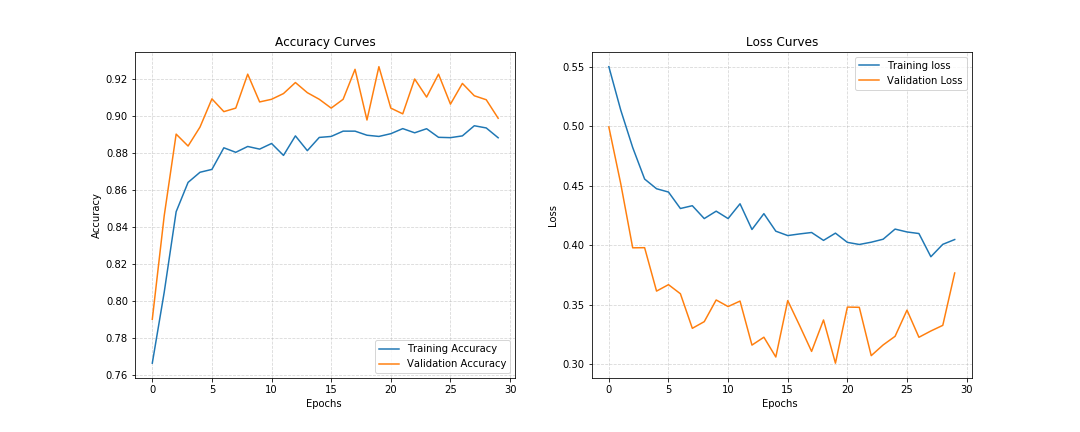 Accuracy Curves
Accuracy
0.92
0.90
0.88
0.86
0.84
0.82
0.80
0.78
0.76
Training Accuracy
Validation Accuracy
0 5 10 15 20 25 30
Epochs
Loss Curves
Loss
0.55
0.50
0.45
0.40
0.35
0.30
Training loss
Validation Loss
0 5 10 15 20 25 30
Epochs